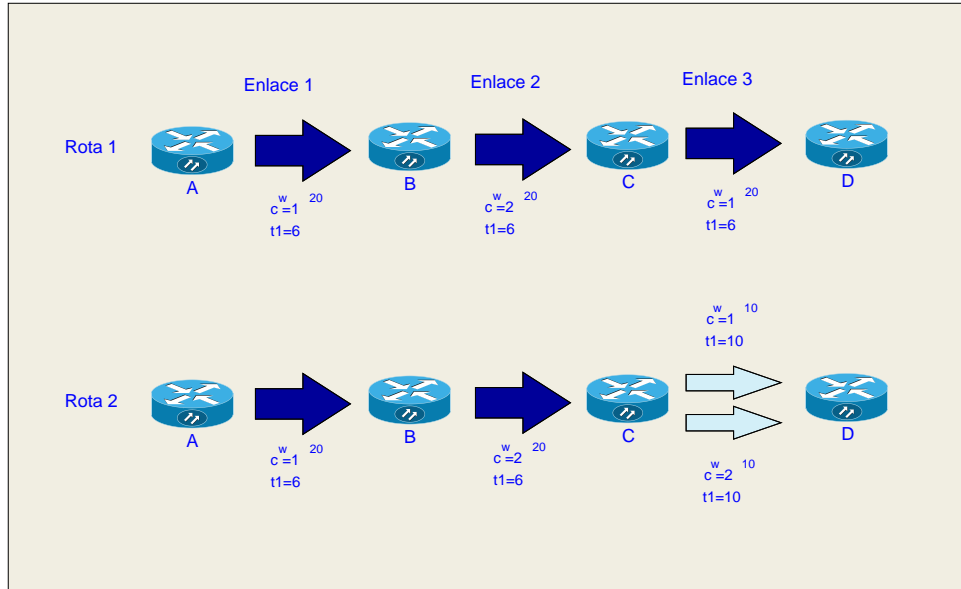 Enlace 1 Enlace 2 Enlace 3
Rota 1
A B C D
w 20 w 20 w 20
c =1 c =2 c =1
t1=6 t1=6 t1=6
w 10
c =1
t1=10
Rota 2
A B C D
w 20 w 20 w 10
c =1 c =2 c =2
t1=6 t1=6 t1=10